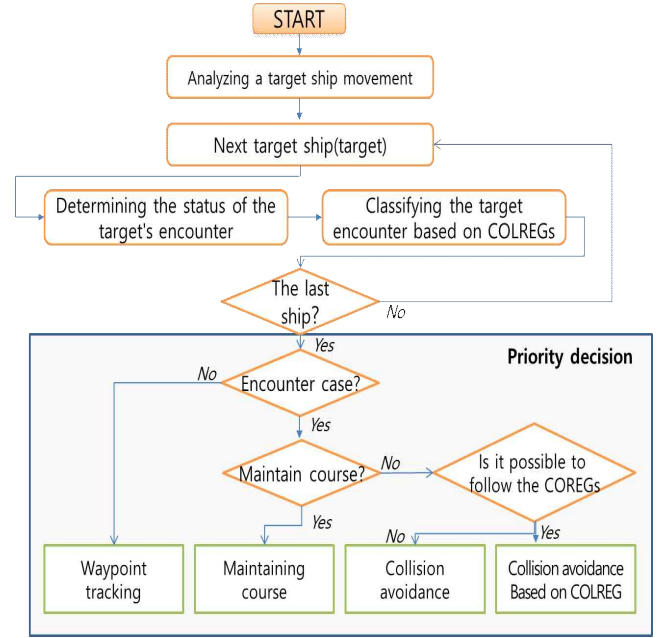 START
Analyzing a target ship movement
Next target ship(target)
Determining the status of the
target's encounter
Classifying the target
encounter based on COLREGs
The last
ship?
No
Yes
Priority decision
No
Encounter case?
Yes
Maintain course?
No
Is it possible to
follow the COREGs
Yes
No
Yes
Waypoint
tracking
Maintaining
course
Collision
avoidance
Collision avoidance
Based on COLREG